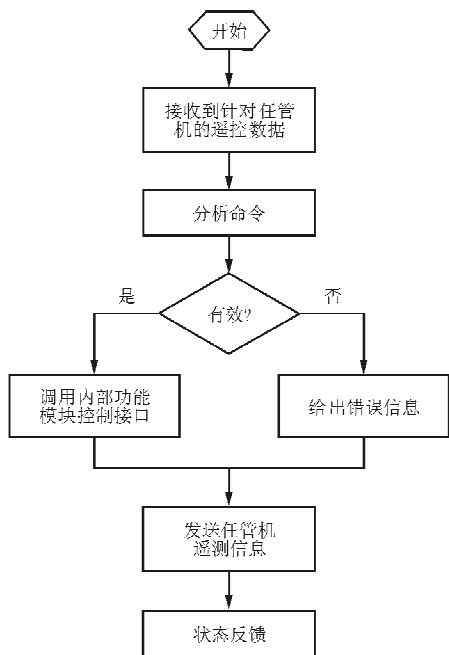 开始
接收到针对任管
机的遥控数据
分析命令
有效?
是
否
调用内部功能
模块控制接口
给出错误信息
发送任管机
遥测信息
状态反馈